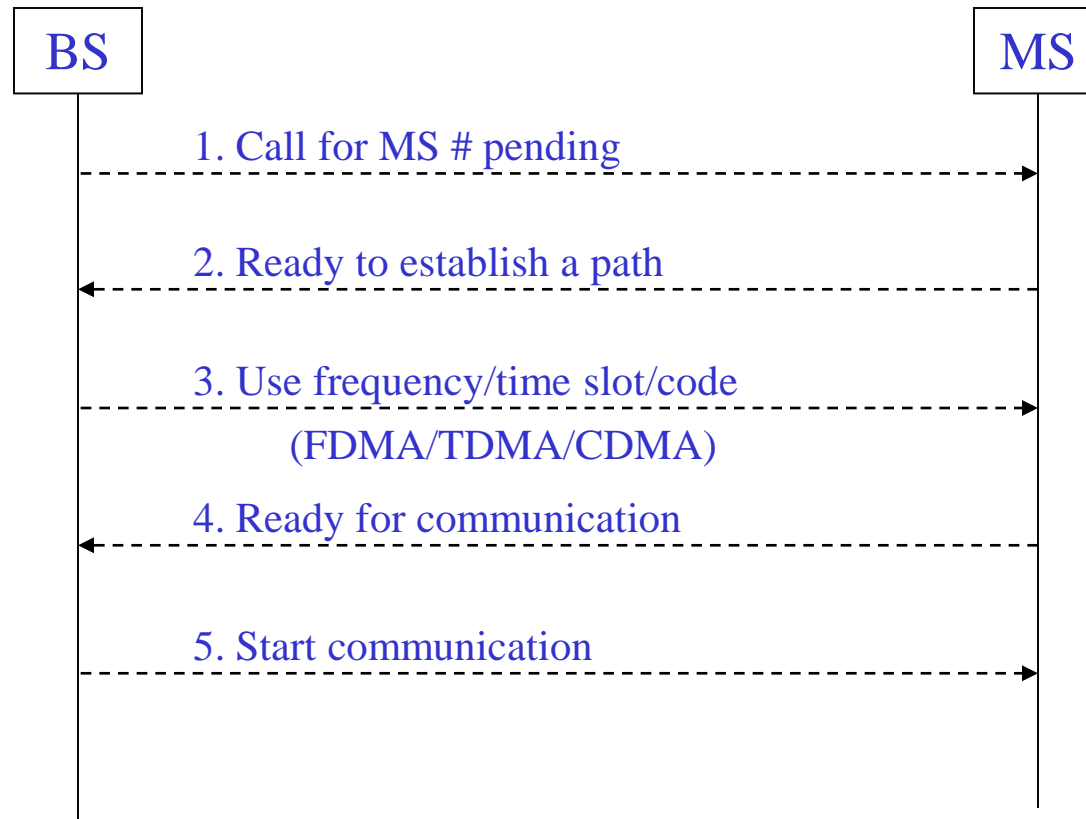 BS
MS
1. Call for MS # pending
2. Ready to establish a path
3. Use frequency/time slot/code
(FDMA/TDMA/CDMA)
4. Ready for communication
5. Start communication